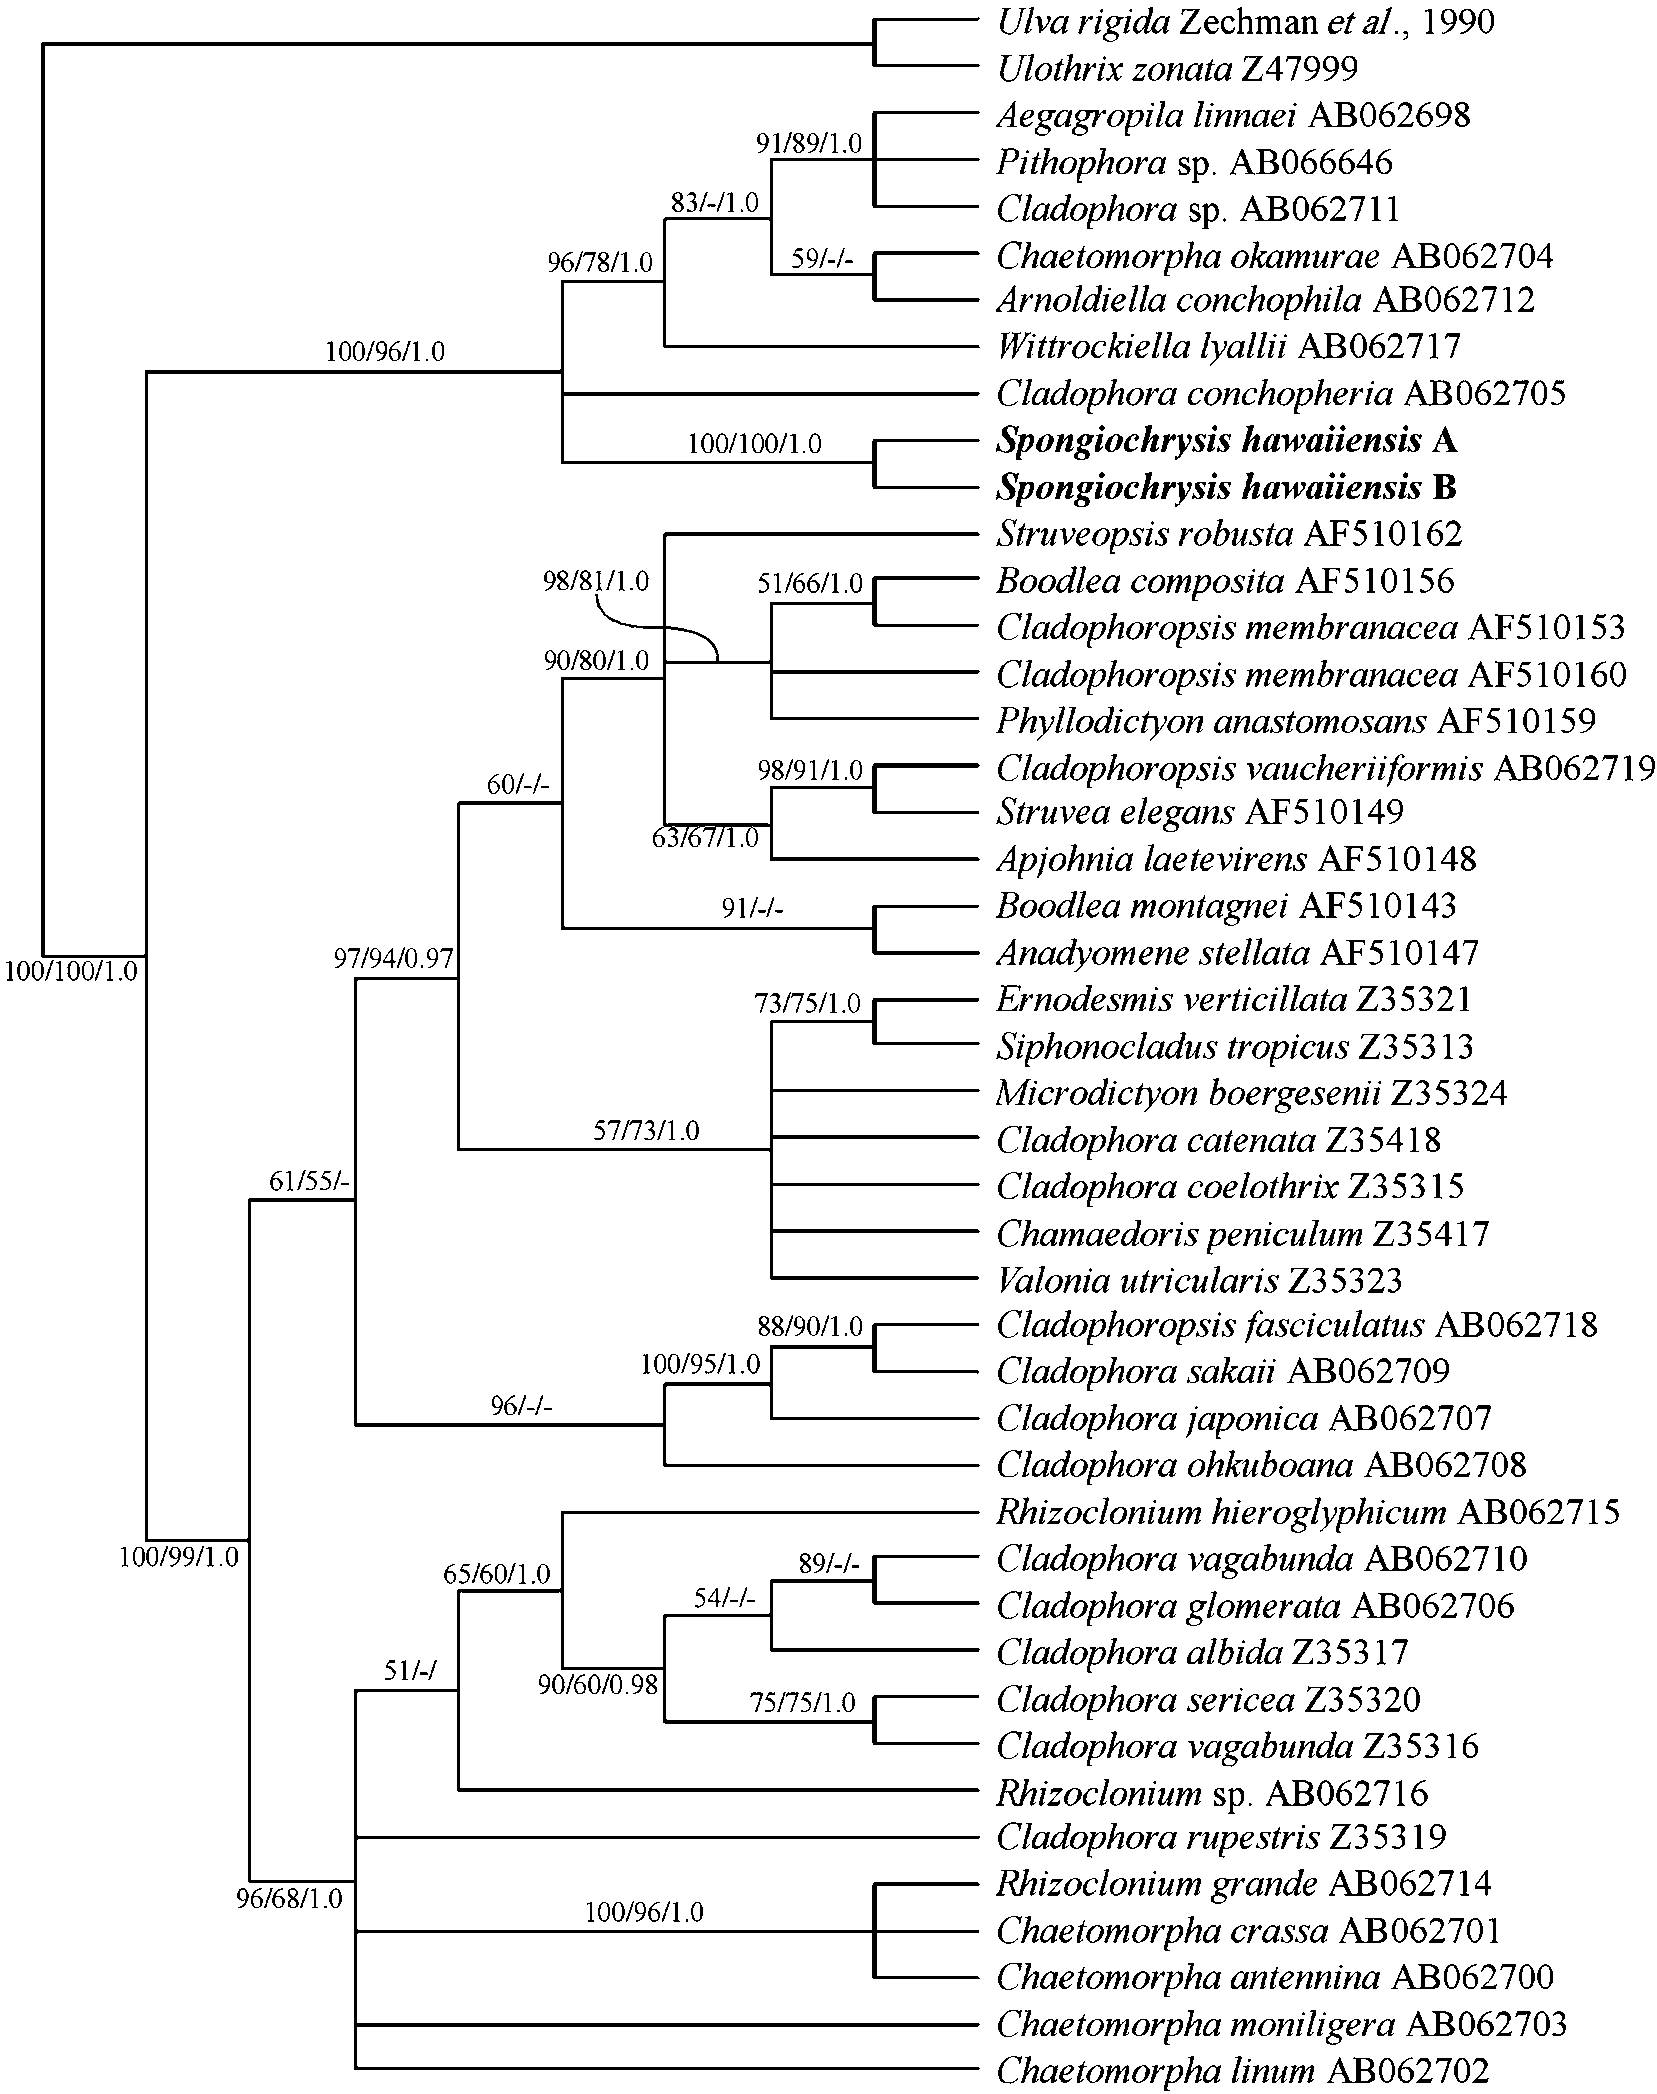 Ulva rigida Zechman et al., 1990
Ulothrix zonata Z47999
Aegagropila linnaei AB062698
91/89/1.0
Pithophora sp. AB066646
83/-/1.0
Cladophora sp. AB062711
96/78/1.0
59/-/-
Chaetomorpha okamurae AB062704
Arnoldiella conchophila AB062712
100/96/1.0
Wittrockiella lyallii AB062717
Cladophora conchopheria AB062705
100/100/1.0
Spongiochrysis hawaiiensis A
Spongiochrysis hawaiiensis B
Struveopsis robusta AF510162
98/81/1.0
51/66/1.0
Boodlea composita AF510156
Cladophoropsis membranacea AF510153
90/80/1.0
Cladophoropsis membranacea AF510160
Phyllodictyon anastomosans AF510159
60/-/-
98/91/1.0
Cladophoropsis vaucheriiformis AB062719
Struvea elegans AF510149
63/67/1.0
Apjohnia laetevirens AF510148
91/-/-
Boodlea montagnei AF510143
97/94/0.97
Anadyomene stellata AF510147
100/100/1.0
73/75/1.0
Ernodesmis verticillata Z35321
Siphonocladus tropicus Z35313
Microdictyon boergesenii Z35324
57/73/1.0
Cladophora catenata Z35418
61/55/-
Cladophora coelothrix Z35315
Chamaedoris peniculum Z35417
Valonia utricularis Z35323
88/90/1.0
Cladophoropsis fasciculatus AB062718
100/95/1.0
Cladophora sakaii AB062709
96/-/-
Cladophora japonica AB062707
Cladophora ohkuboana AB062708
Rhizoclonium hieroglyphicum AB062715
100/99/1.0
65/60/1.0
89/-/-
Cladophora vagabunda AB062710
54/-/-
Cladophora glomerata AB062706
Cladophora albida Z35317
51/-/
90/60/0.98
75/75/1.0
Cladophora sericea Z35320
Cladophora vagabunda Z35316
Rhizoclonium sp. AB062716
Cladophora rupestris Z35319
96/68/1.0
Rhizoclonium grande AB062714
100/96/1.0
Chaetomorpha crassa AB062701
Chaetomorpha antennina AB062700
Chaetomorpha moniligera AB062703
Chaetomorpha linum AB062702